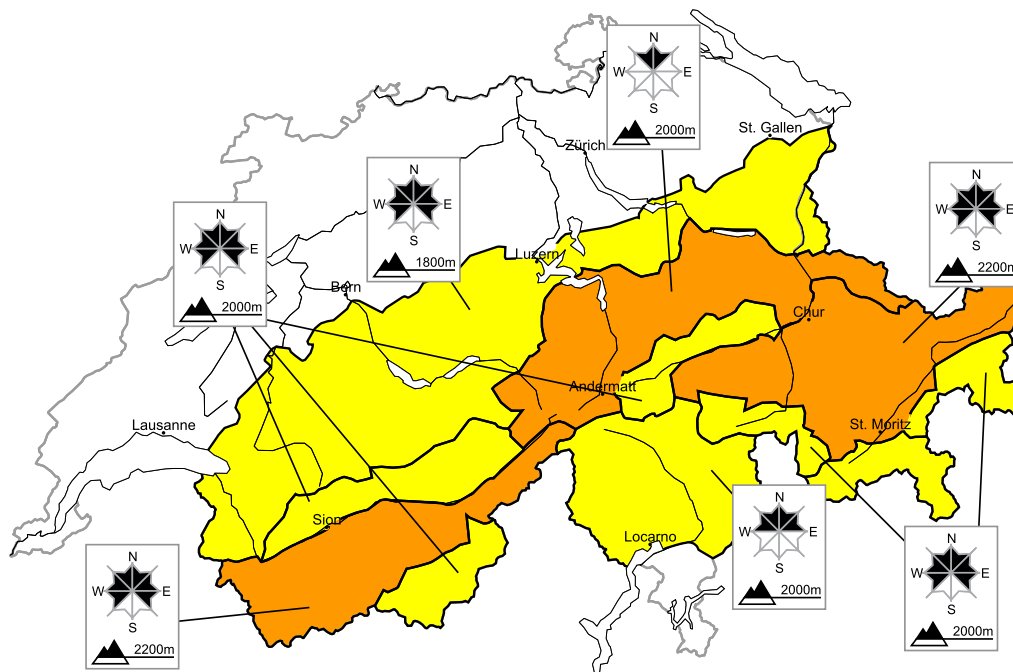 N
W E
S
2000m
St. Gallen
Zürich
N
W E
S
1800m
N
W E
S
2200m
N
W E
S
2000m
Luzern
Bern
Chur
Andermatt
Lausanne
St. Moritz
Sion
N
W E
S
2000m
Locarno
N
W E
S
2200m
N
W E
S
2000m